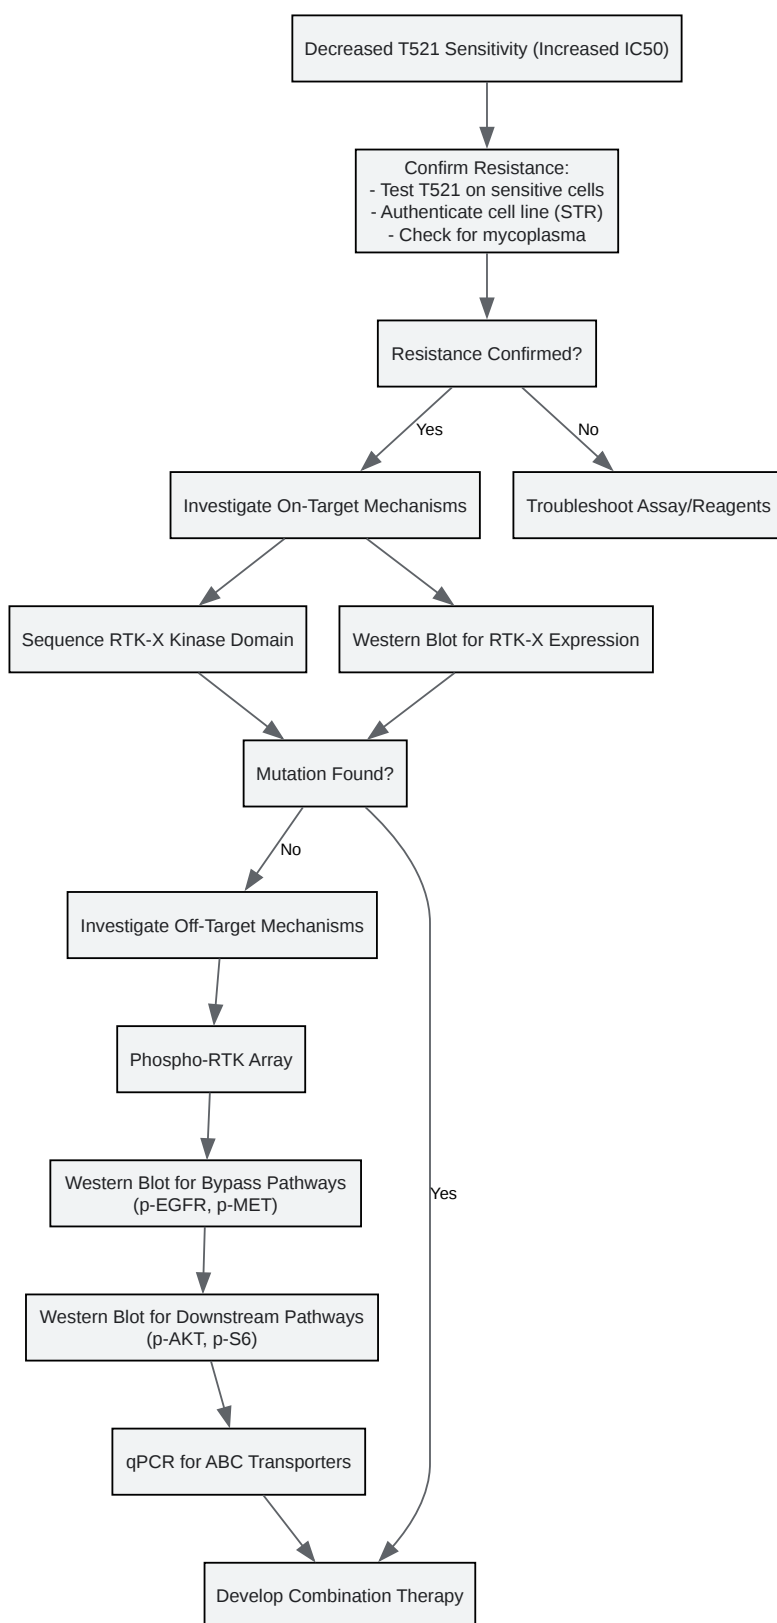 Decreased T521 Sensitivity (Increased IC50)
Confirm Resistance:
- Test T521 on sensitive cells
- Authenticate cell line (STR)
- Check for mycoplasma
Resistance Confirmed?
Yes
No
Investigate On-Target Mechanisms
Troubleshoot Assay/Reagents
Sequence RTK-X Kinase Domain
Western Blot for RTK-X Expression
Mutation Found?
No
Investigate Off-Target Mechanisms
Phospho-RTK Array
Western Blot for Bypass Pathways
(p-EGFR, p-MET)
Yes
Western Blot for Downstream Pathways
(p-AKT, p-S6)
qPCR for ABC Transporters
Develop Combination Therapy